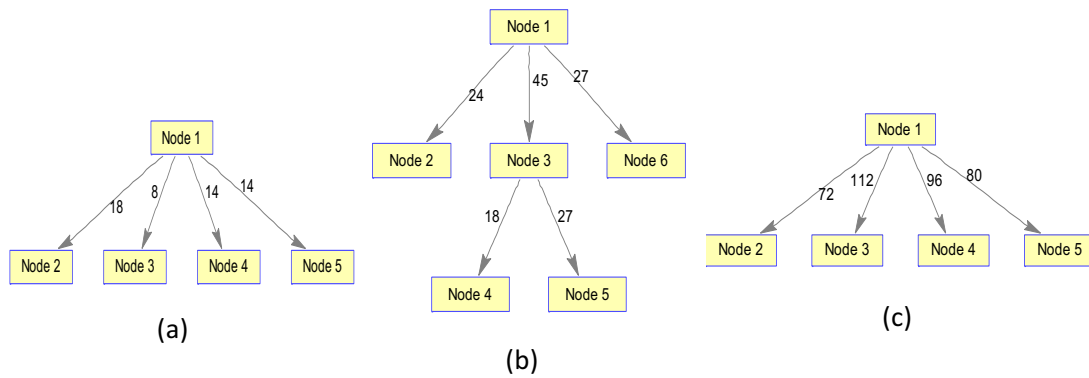 Node 1
18
8
14
14
Node 2
Node 3
Node 4
Node 5
(a)
Node 1
24
45
27
Node 2
Node 3
Node 6
18
27
Node 4
Node 5
(b)
Node 1
72
112
96
80
Node 2
Node 3
Node 4
Node 5
(c)